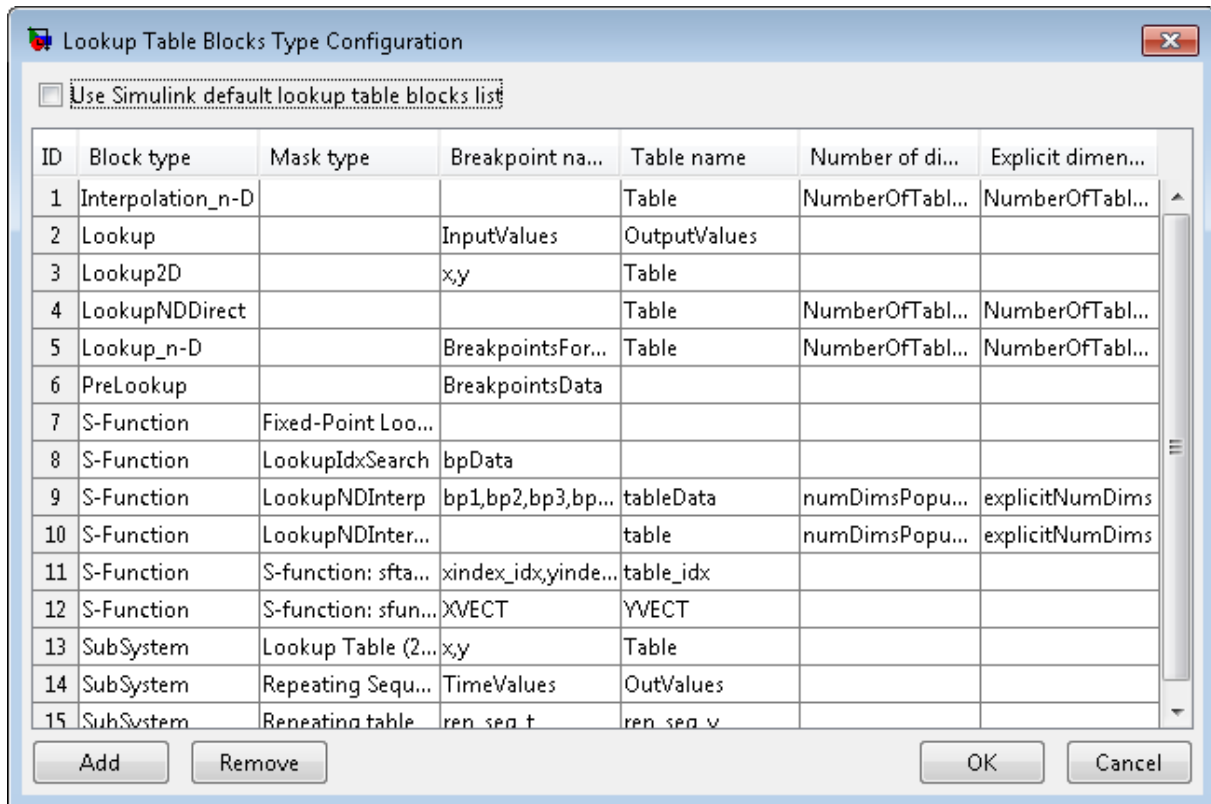 Lookup Table Blocks Type Configuration
Use Simulink default lookup table blocks list
ID Block type Mask type Breakpoint na... Table name Number of di... Explicit dimen...
1 Interpolation_n-D Table NumberOfTabl... NumberOfTabl...
2 Lookup InputValues OutputValues
3 Lookup2D x,y Table
4 LookupNDDirect Table NumberOfTabl... NumberOfTabl...
5 Lookup_n-D BreakpointsFor... Table NumberOfTabl... NumberOfTabl...
6 PreLookup BreakpointsData
7 S-Function Fixed-Point Loo...
8 S-Function LookupIdxSearch bpData
9 S-Function LookupNDInterp bp1,bp2,bp3,bp... tableData numDimsPopu... explicitNumDims
10 S-Function LookupNDInter... table numDimsPopu... explicitNumDims
11 S-Function S-function: sfta... xindex_idx,yinde... table_idx
12 S-Function S-function: sfun... XVECT YVECT
13 SubSystem Lookup Table (2... x,y Table
14 SubSystem Repeating Sequ... TimeValues OutValues
15 SubSystem Repeating table rep_seq_t rep_seq_y
Add Remove OK Cancel